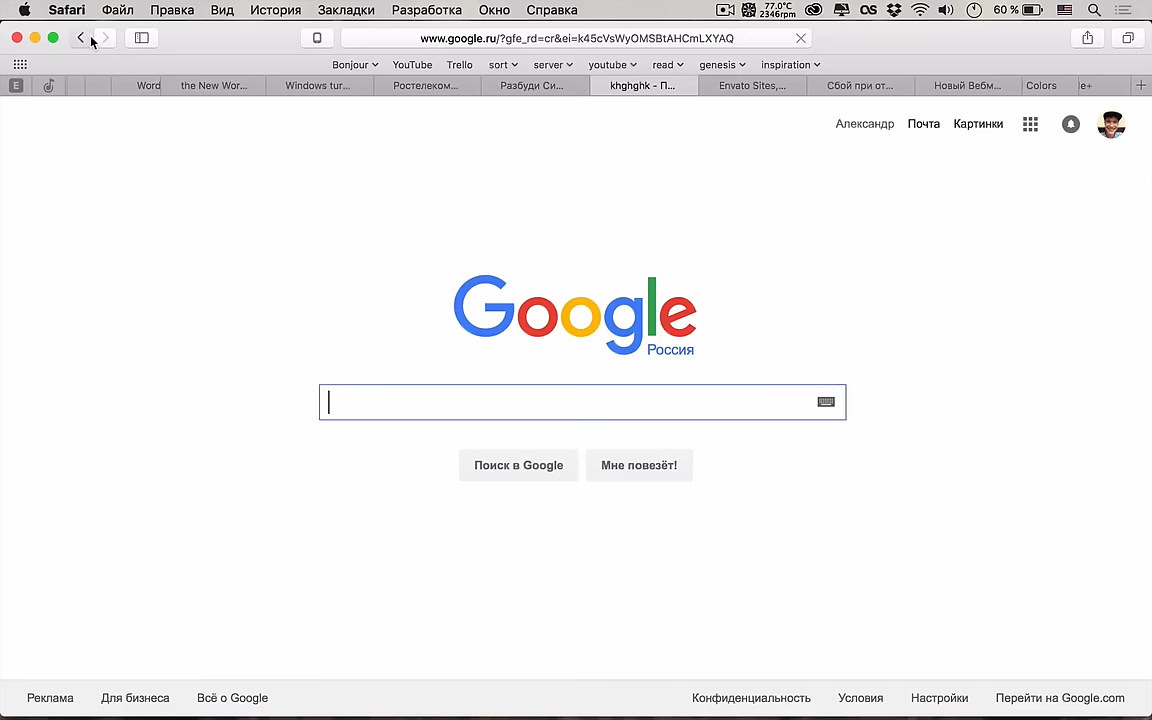 Safari Файл Правка Вид История Закладки Разработка Окно Справка 77.0°C 2346rpm 60 %
www.google.ru/?gfe_rd=cr&ei=k45cVsWyOMSBtAHCmLXYAQ
Bonjour YouTube Trello sort server youtube read genesis inspiration
E Word the New Wor... Windows tur... Ростелеком... Разбуди Си... khghghk - П... Envato Sites,... Сбой при от... Новый Вебм... Colors e+
Александр Почта Картинки
Google
Россия
Поиск в Google Мне повезёт!
Реклама Для бизнеса Всё о Google Конфиденциальность Условия Настройки Перейти на Google.com